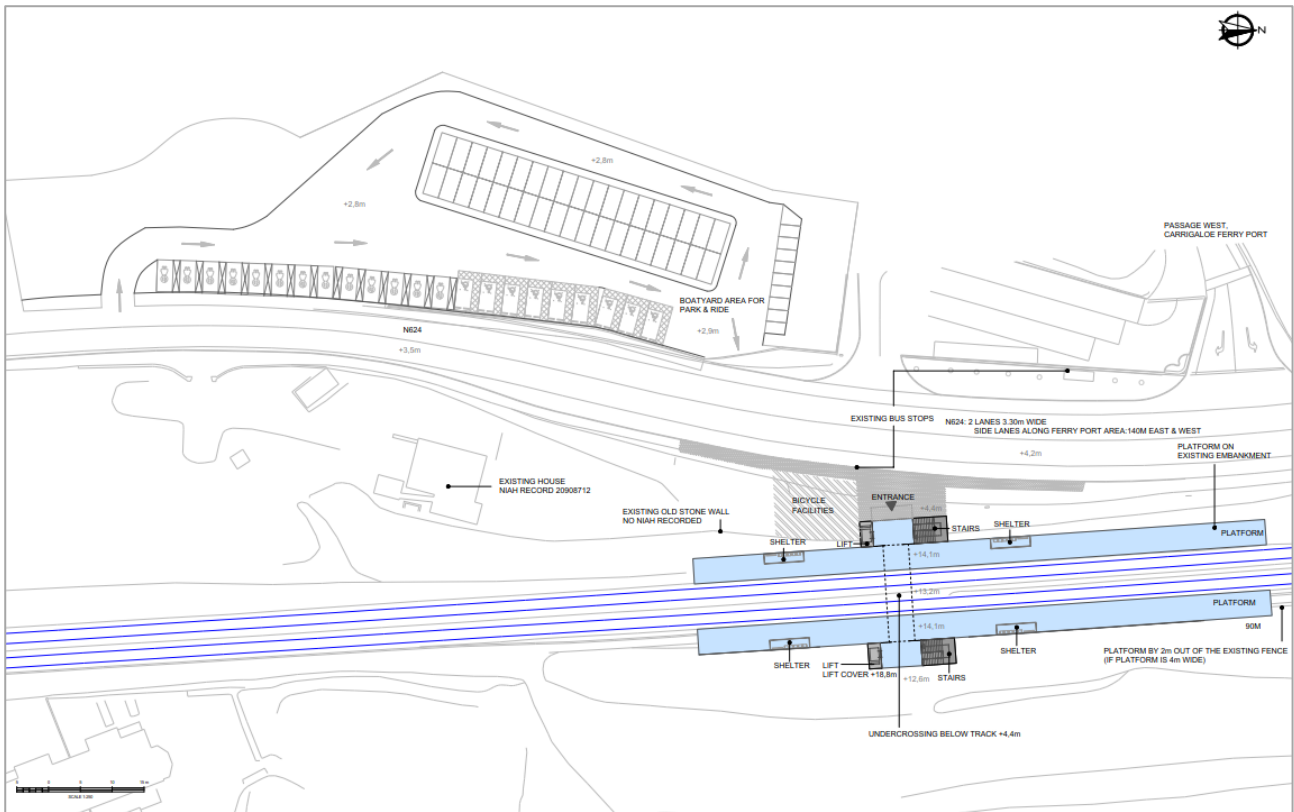 N
+2,8m
+2,8m
PASSAGE WEST,
CARRIGALOE FERRY PORT
BOATYARD AREA FOR
PARK & RIDE
+2,9m
N624
+3,5m
EXISTING BUS STOPS
N624: 2 LANES 3.30m WIDE
SIDE LANES ALONG FERRY PORT AREA:140M EAST & WEST
+4,2m
PLATFORM ON
EXISTING EMBANKMENT
EXISTING HOUSE
NIAH RECORD 20908712
BICYCLE
FACILITIES
ENTRANCE
+4,4m
EXISTING OLD STONE WALL
NO NIAH RECORDED
STAIRS
SHELTER
SHELTER
LIFT
PLATFORM
+14,1m
+13,2m
PLATFORM
+14,1m
90M
SHELTER
SHELTER
LIFT
LIFT COVER +18,8m
+12,6m
STAIRS
PLATFORM BY 2m OUT OF THE EXISTING FENCE
(IF PLATFORM IS 4m WIDE)
UNDERCROSSING BELOW TRACK +4,4m